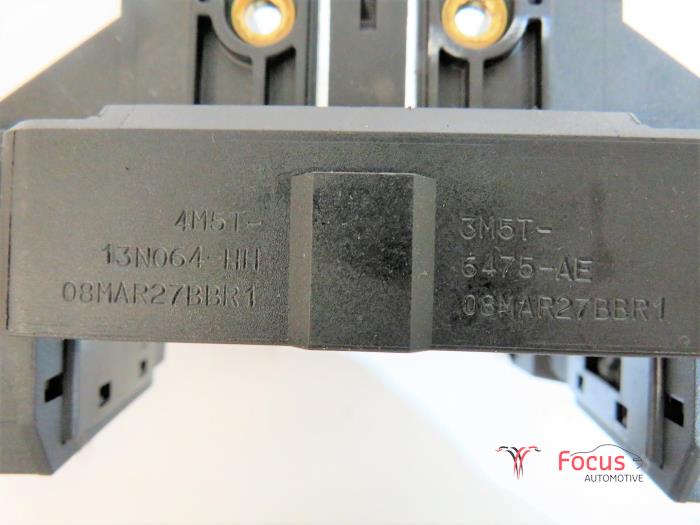 4M5T-
13N064-HH
08MAR27BBR1
3M5T-
6475-AE
08MAR27BBR1
Focus
AUTOMOTIVE